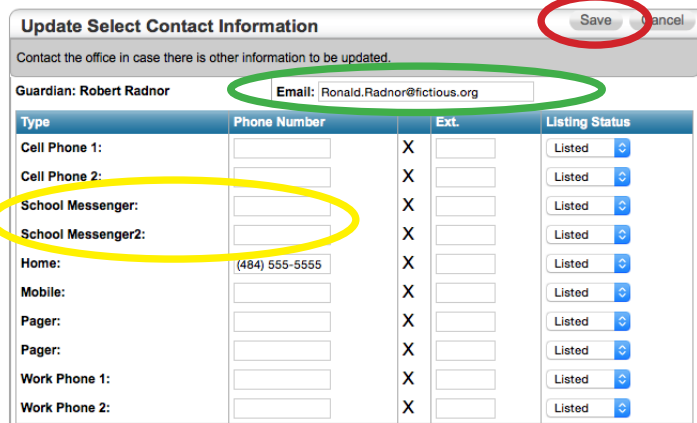 Update Select Contact Information Save Cancel
Contact the office in case there is other information to be updated.
Guardian: Robert Radnor Email: Ronald.Radnor@fictious.org
Type Phone Number Ext. Listing Status
Cell Phone 1: X Listed
Cell Phone 2: X Listed
School Messenger: X Listed
School Messenger2: X Listed
Home: (484) 555-5555 X Listed
Mobile: X Listed
Pager: X Listed
Pager: X Listed
Work Phone 1: X Listed
Work Phone 2: X Listed